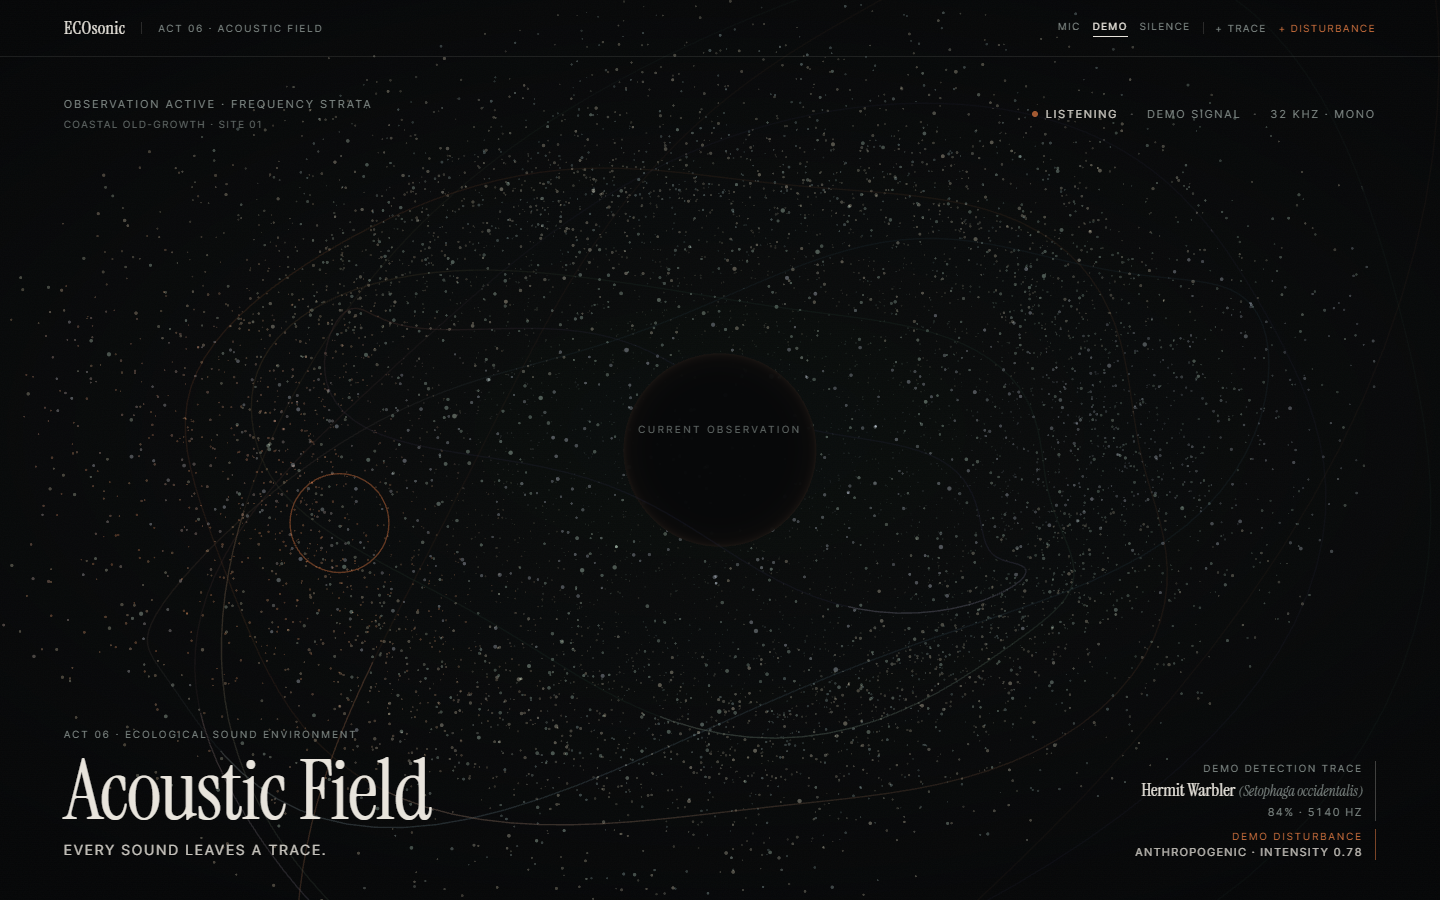 ECOsonic
ACT 06 · ACOUSTIC FIELD
MIC DEMO SILENCE + TRACE + DISTURBANCE
OBSERVATION ACTIVE · FREQUENCY STRATA
COASTAL OLD-GROWTH · SITE 01
LISTENING DEMO SIGNAL · 32 KHZ · MONO
CURRENT OBSERVATION
ACT 06 · ECOLOGICAL SOUND ENVIRONMENT
Acoustic Field
EVERY SOUND LEAVES A TRACE.
DEMO DETECTION TRACE
Hermit Warbler (Setophaga occidentalis)
84% · 5140 HZ
DEMO DISTURBANCE
ANTHROPOGENIC · INTENSITY 0.78